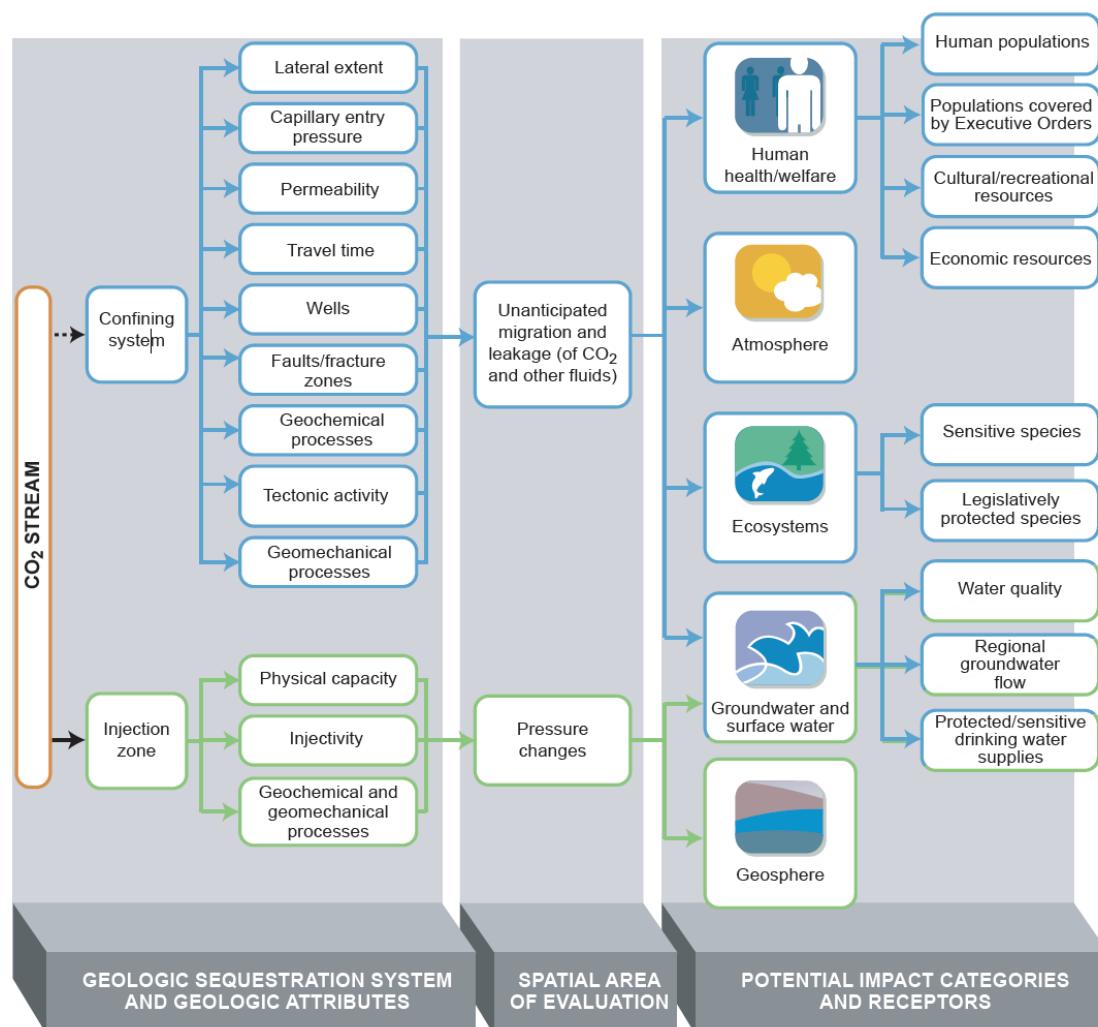 CO2 STREAM
Confining
system
Lateral extent
Capillary entry
pressure
Permeability
Travel time
Wells
Faults/fracture
zones
Geochemical
processes
Tectonic activity
Geomechanical
processes
Injection
zone
Physical capacity
Injectivity
Geochemical and
geomechanical
processes
Unanticipated
migration and
leakage (of CO2
and other fluids)
Pressure
changes
Human
health/welfare
Human populations
Populations covered
by Executive Orders
Cultural/recreational
resources
Economic resources
Atmosphere
Ecosystems
Sensitive species
Legislatively
protected species
Groundwater and
surface water
Water quality
Regional
groundwater
flow
Protected/sensitive
drinking water
supplies
Geosphere
GEOLOGIC SEQUESTRATION SYSTEM
AND GEOLOGIC ATTRIBUTES
SPATIAL AREA
OF EVALUATION
POTENTIAL IMPACT CATEGORIES
AND RECEPTORS